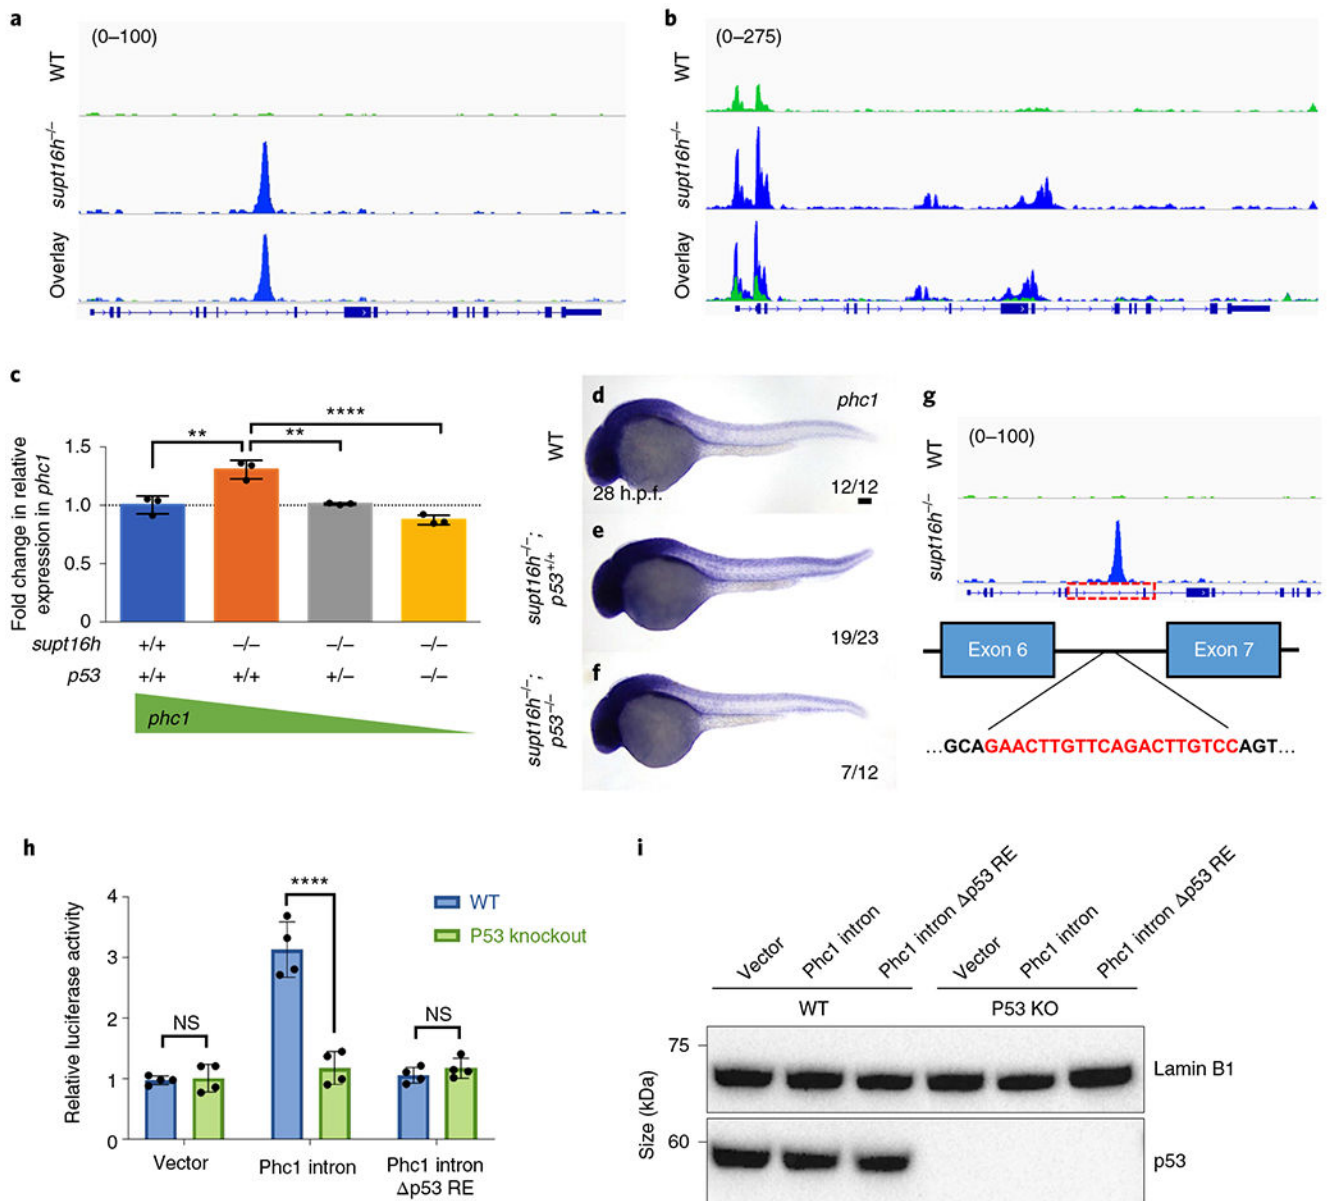 a
(0–100)
WT
supt16h–/–
Overlay
b
(0–275)
WT
supt16h–/–
Overlay
c
Fold change in relative
expression in phc1
1.5
1.0
0.5
0
**
**
****
supt16h +/+ –/– –/– –/–
p53 +/+ +/+ +/– –/–
phc1
d
phc1
WT
28 h.p.f.
12/12
e
supt16h–/–;
p53+/+
19/23
f
supt16h–/–;
p53–/–
7/12
g
(0–100)
WT
supt16h–/–
Exon 6
Exon 7
...GCAGAACTTGTTCAGACTTGTCCAGT...
h
Relative luciferase activity
4
3
2
1
0
NS
****
NS
WT
P53 knockout
Vector
Phc1 intron
Phc1 intron
Δp53 RE
i
Vector
Phc1 intron
Phc1 intron Δp53 RE
Vector
Phc1 intron
Phc1 intron Δp53 RE
WT
P53 KO
Size (kDa)
75
60
Lamin B1
p53